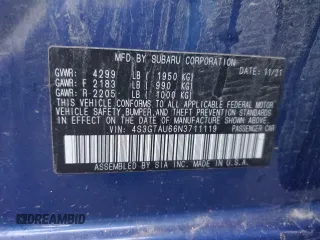 MFD. BY SUBARU CORPORATION
GVWR: 4299 LB ( 1950 KG) DATE: 11/21
GAWR: F 2183 LB ( 990 KG)
GAWR: R 2205 LB ( 1000 KG)
THIS VEHICLE CONFORMS TO ALL APPLICABLE
FEDERAL MOTOR VEHICLE SAFETY,
BUMPER, AND THEFT PREVENTION STANDARDS
IN EFFECT ON THE DATE OF
MANUFACTURE SHOWN ABOVE.
VIN: 4S3GTAU66N3711119 PASSENGER CAR
ASSEMBLED BY SIA INC. MADE IN U.S.A.
DREAMBID